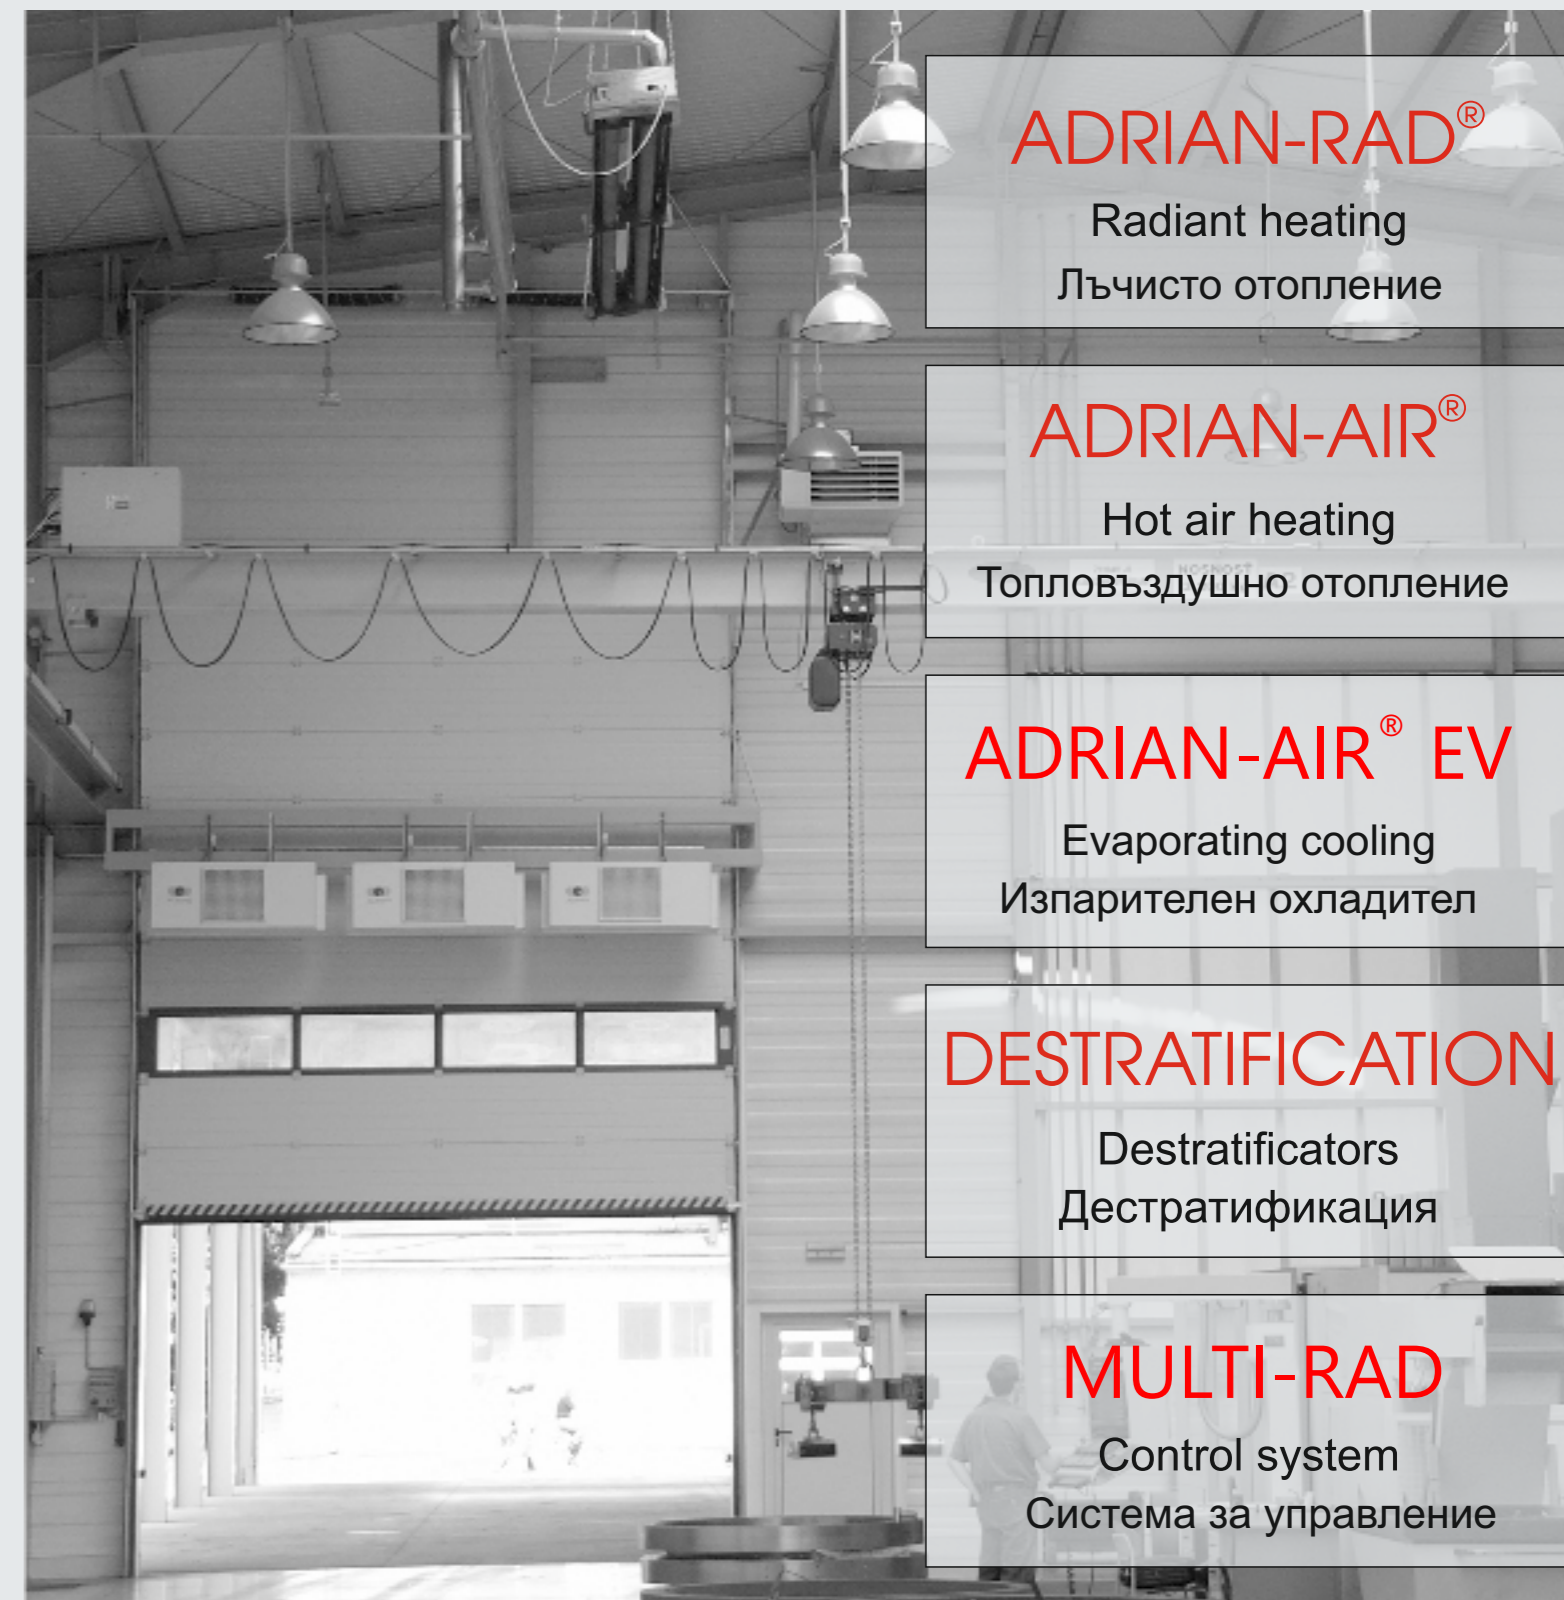 ADRIAN-RAD®
Radiant heating
Лъчисто отопление
ADRIAN-AIR®
Hot air heating
NOSNOSŤ
Топловъздушно отопление
ADRIAN-AIR® EV
Evaporating cooling
Изпарителен охладител
DESTRATIFICATION
Destratificators
Дестратификация
MULTI-RAD
Control system
Система за управление